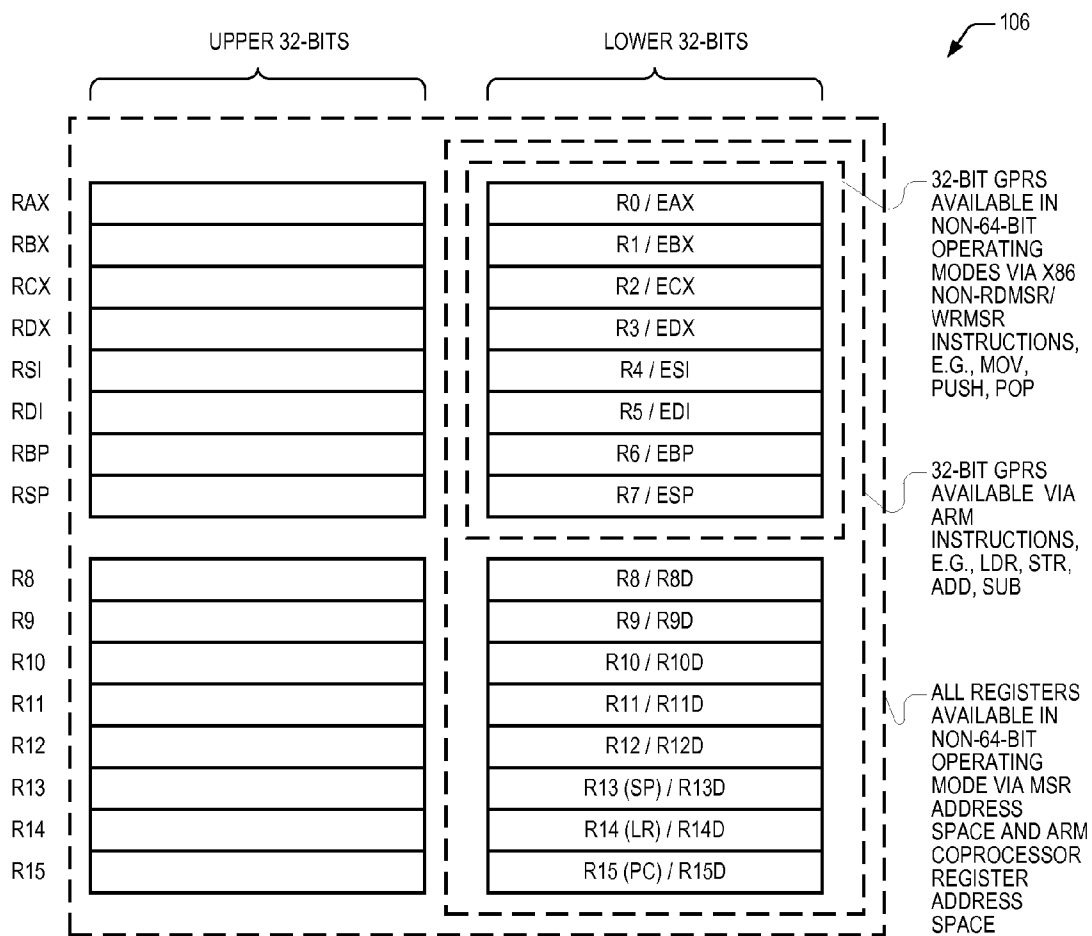 106
UPPER 32-BITS
LOWER 32-BITS
RAX
R0 / EAX
RBX
R1 / EBX
RCX
R2 / ECX
RDX
R3 / EDX
RSI
R4 / ESI
RDI
R5 / EDI
RBP
R6 / EBP
RSP
R7 / ESP
R8
R8 / R8D
R9
R9 / R9D
R10
R10 / R10D
R11
R11 / R11D
R12
R12 / R12D
R13
R13 (SP) / R13D
R14
R14 (LR) / R14D
R15
R15 (PC) / R15D
32-BIT GPRS
AVAILABLE IN
NON-64-BIT
OPERATING
MODES VIA X86
NON-RDMSR/
WRMSR
INSTRUCTIONS,
E.G., MOV,
PUSH, POP
32-BIT GPRS
AVAILABLE VIA
ARM
INSTRUCTIONS,
E.G., LDR, STR,
ADD, SUB
ALL REGISTERS
AVAILABLE IN
NON-64-BIT
OPERATING
MODE VIA MSR
ADDRESS
SPACE AND ARM
COPROCESSOR
REGISTER
ADDRESS
SPACE